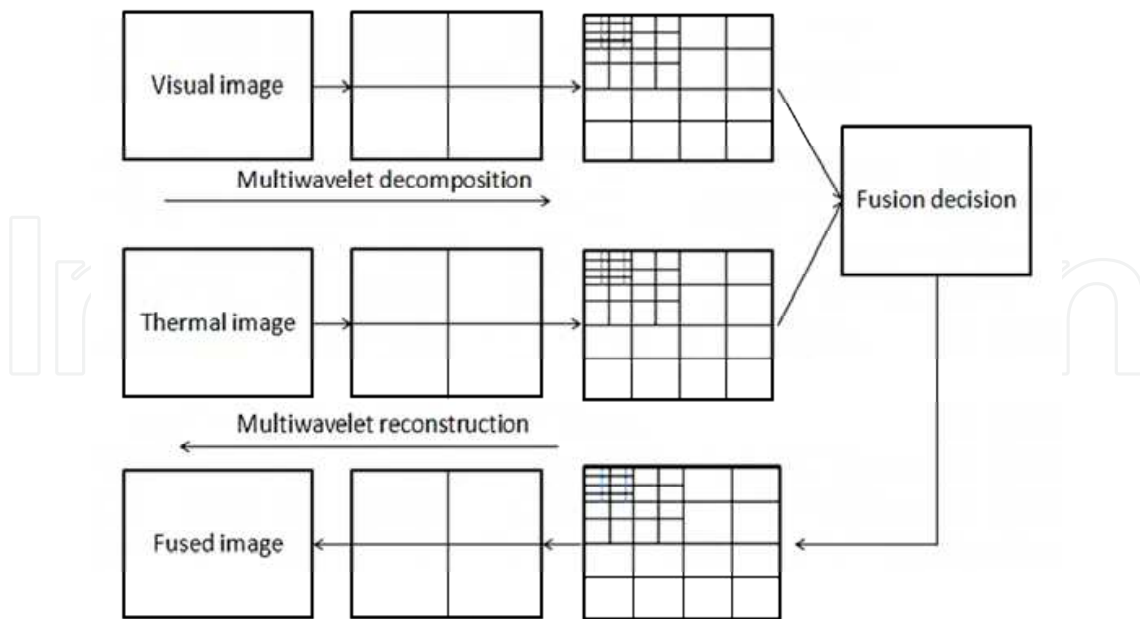 Visual image
Multiwavelet decomposition
Fusion decision
Thermal image
Multiwavelet reconstruction
Fused image